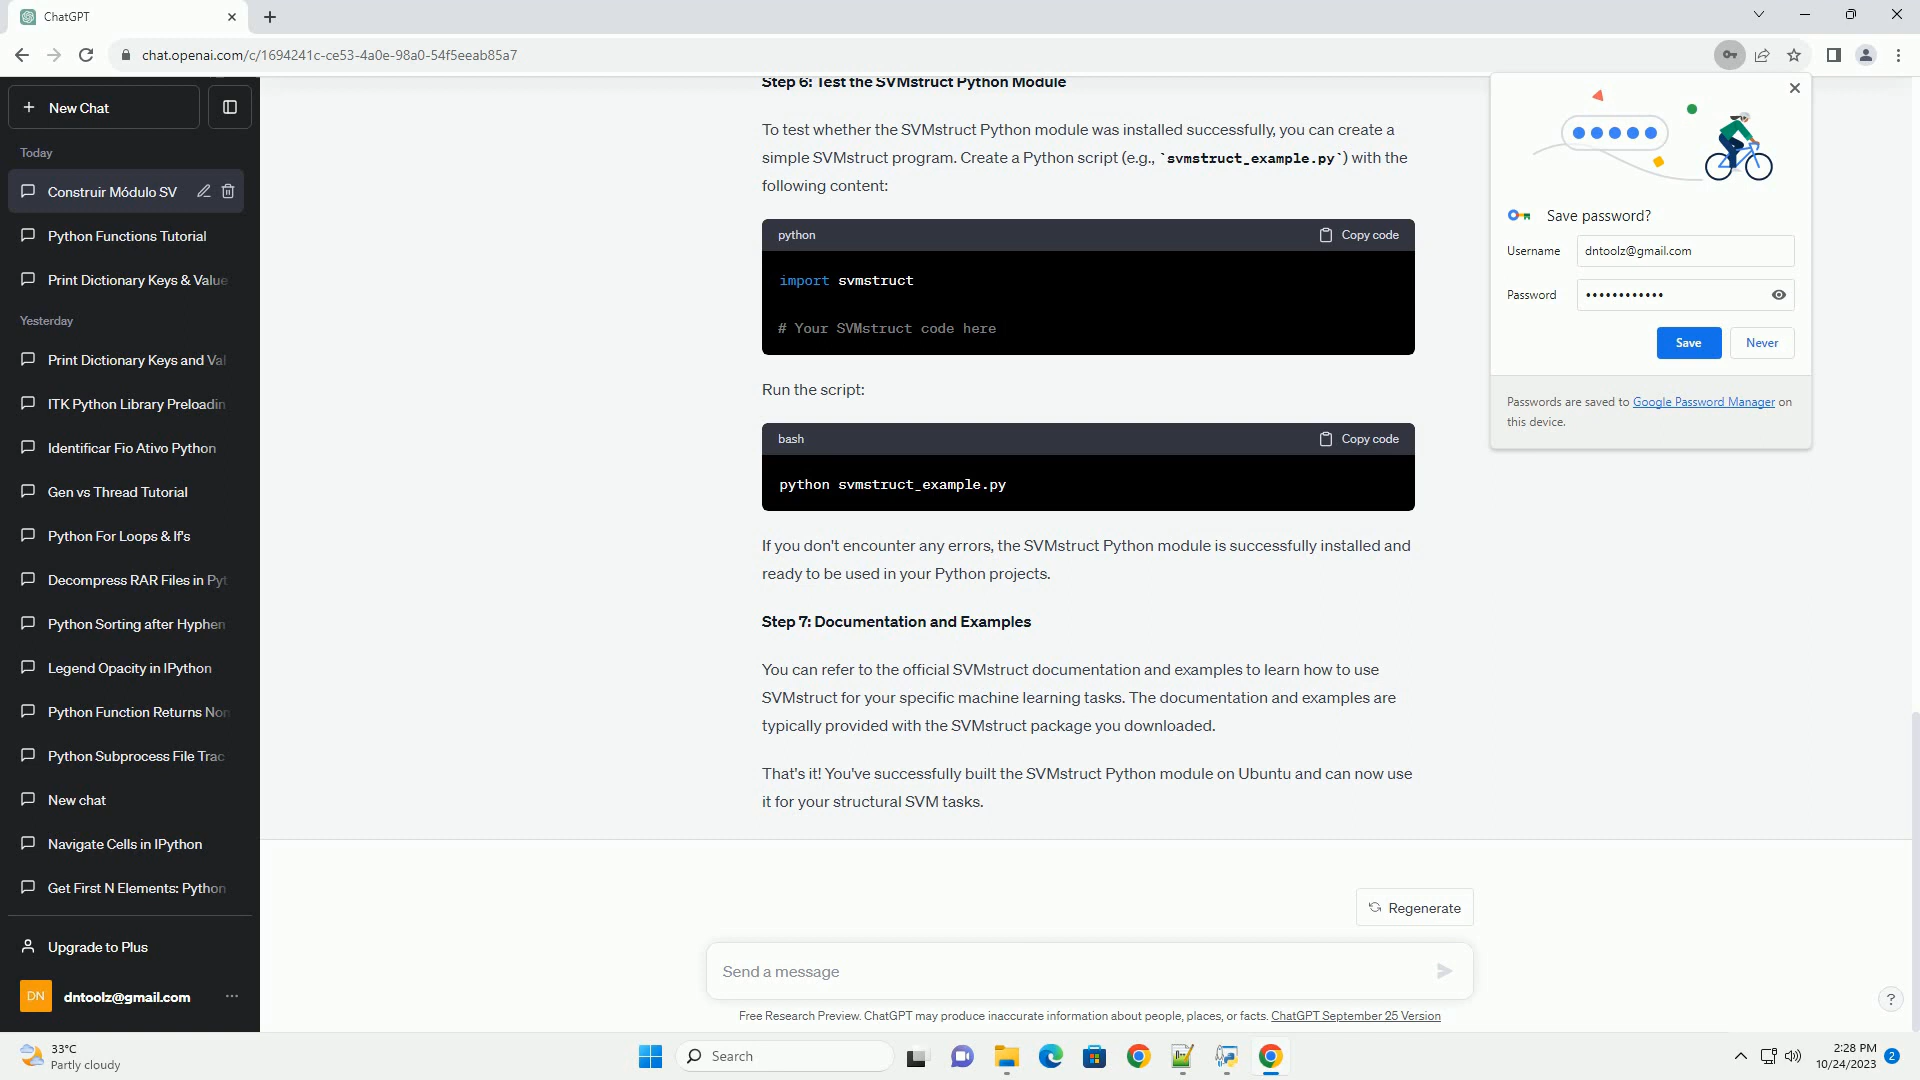 ChatGPT
chat.openai.com/c/1694241c-ce53-4a0e-98a0-54f5eeab85a7
New Chat
Today
Construir Módulo SV
Python Functions Tutorial
Print Dictionary Keys & Value
Yesterday
Print Dictionary Keys and Val
ITK Python Library Preloadin
Identificar Fio Ativo Python
Gen vs Thread Tutorial
Python For Loops & If's
Decompress RAR Files in Pyt
Python Sorting after Hyphen
Legend Opacity in IPython
Python Function Returns Non
Python Subprocess File Trac
New chat
Navigate Cells in IPython
Get First N Elements: Python
Upgrade to Plus
DN
dntoolz@gmail.com
Step 6: Test the SVMstruct Python Module
To test whether the SVMstruct Python module was installed successfully, you can create a
simple SVMstruct program. Create a Python script (e.g., `svmstruct_example.py`) with the
following content:
python
Copy code
import svmstruct
# Your SVMstruct code here
Run the script:
bash
Copy code
python svmstruct_example.py
If you don't encounter any errors, the SVMstruct Python module is successfully installed and
ready to be used in your Python projects.
Step 7: Documentation and Examples
You can refer to the official SVMstruct documentation and examples to learn how to use
SVMstruct for your specific machine learning tasks. The documentation and examples are
typically provided with the SVMstruct package you downloaded.
That's it! You've successfully built the SVMstruct Python module on Ubuntu and can now use
it for your structural SVM tasks.
Regenerate
Send a message
Free Research Preview. ChatGPT may produce inaccurate information about people, places, or facts. ChatGPT September 25 Version
?
Save password?
Username
dntoolz@gmail.com
Password
••••••••••••
Save
Never
Passwords are saved to Google Password Manager on
this device.
33°C
Partly cloudy
Search
2:28 PM
10/24/2023
2